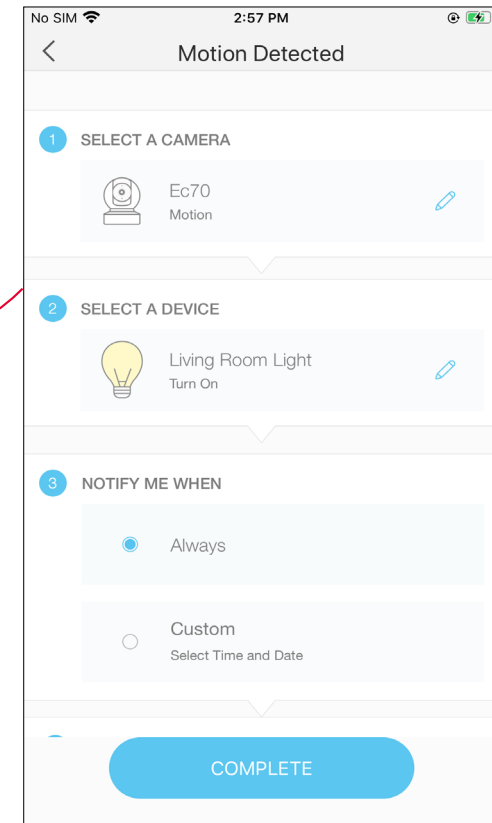 No SIM 2:57 PM
Motion Detected
1 SELECT A CAMERA
Ec70
Motion
2 SELECT A DEVICE
Living Room Light
Turn On
3 NOTIFY ME WHEN
Always
Custom
Select Time and Date
COMPLETE